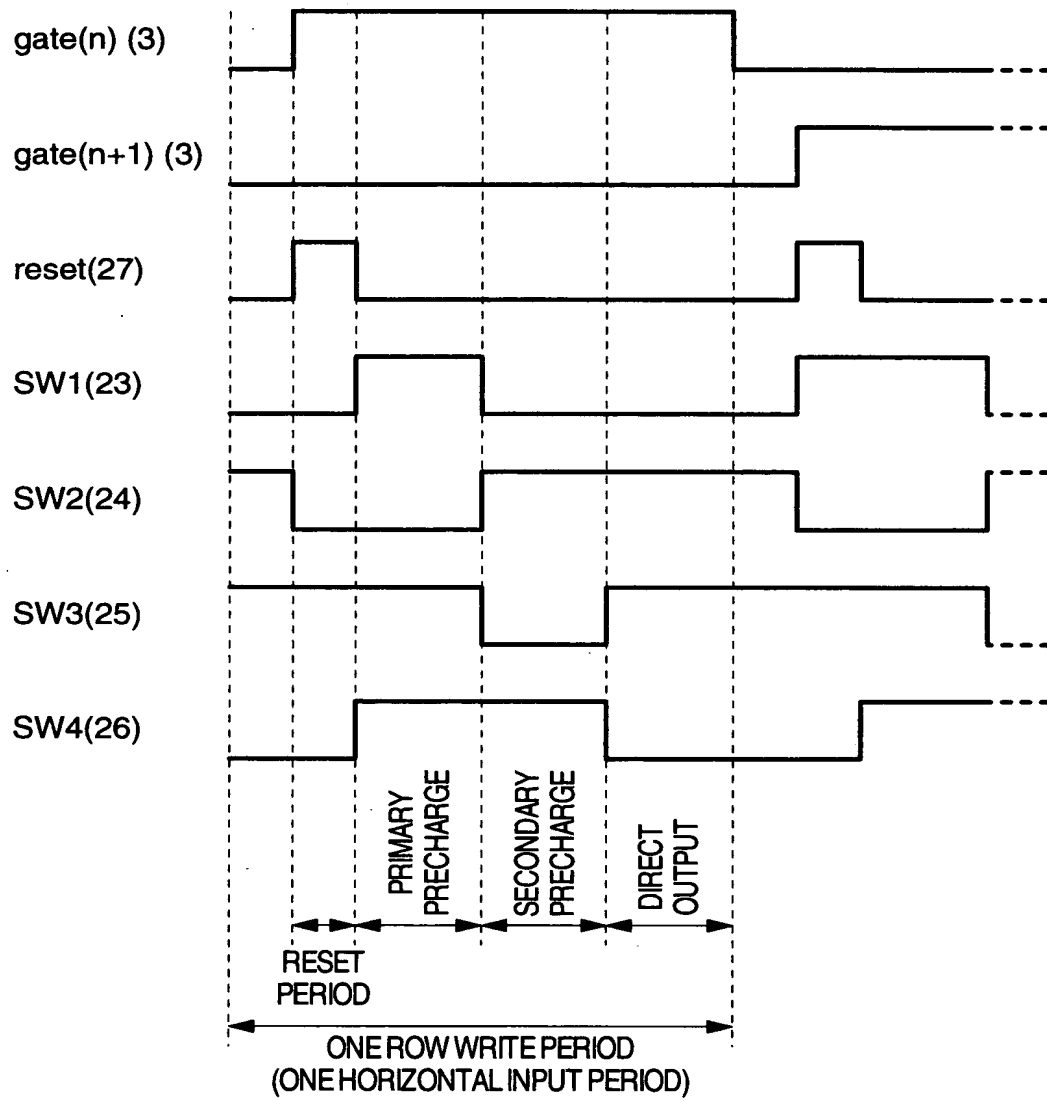 gate(n) (3)
gate(n+1) (3)
reset(27)
SW1(23)
SW2(24)
SW3(25)
SW4(26)
PRIMARY
PRECHARGE
SECONDARY
PRECHARGE
DIRECT
OUTPUT
RESET
PERIOD
ONE ROW WRITE PERIOD
(ONE HORIZONTAL INPUT PERIOD)